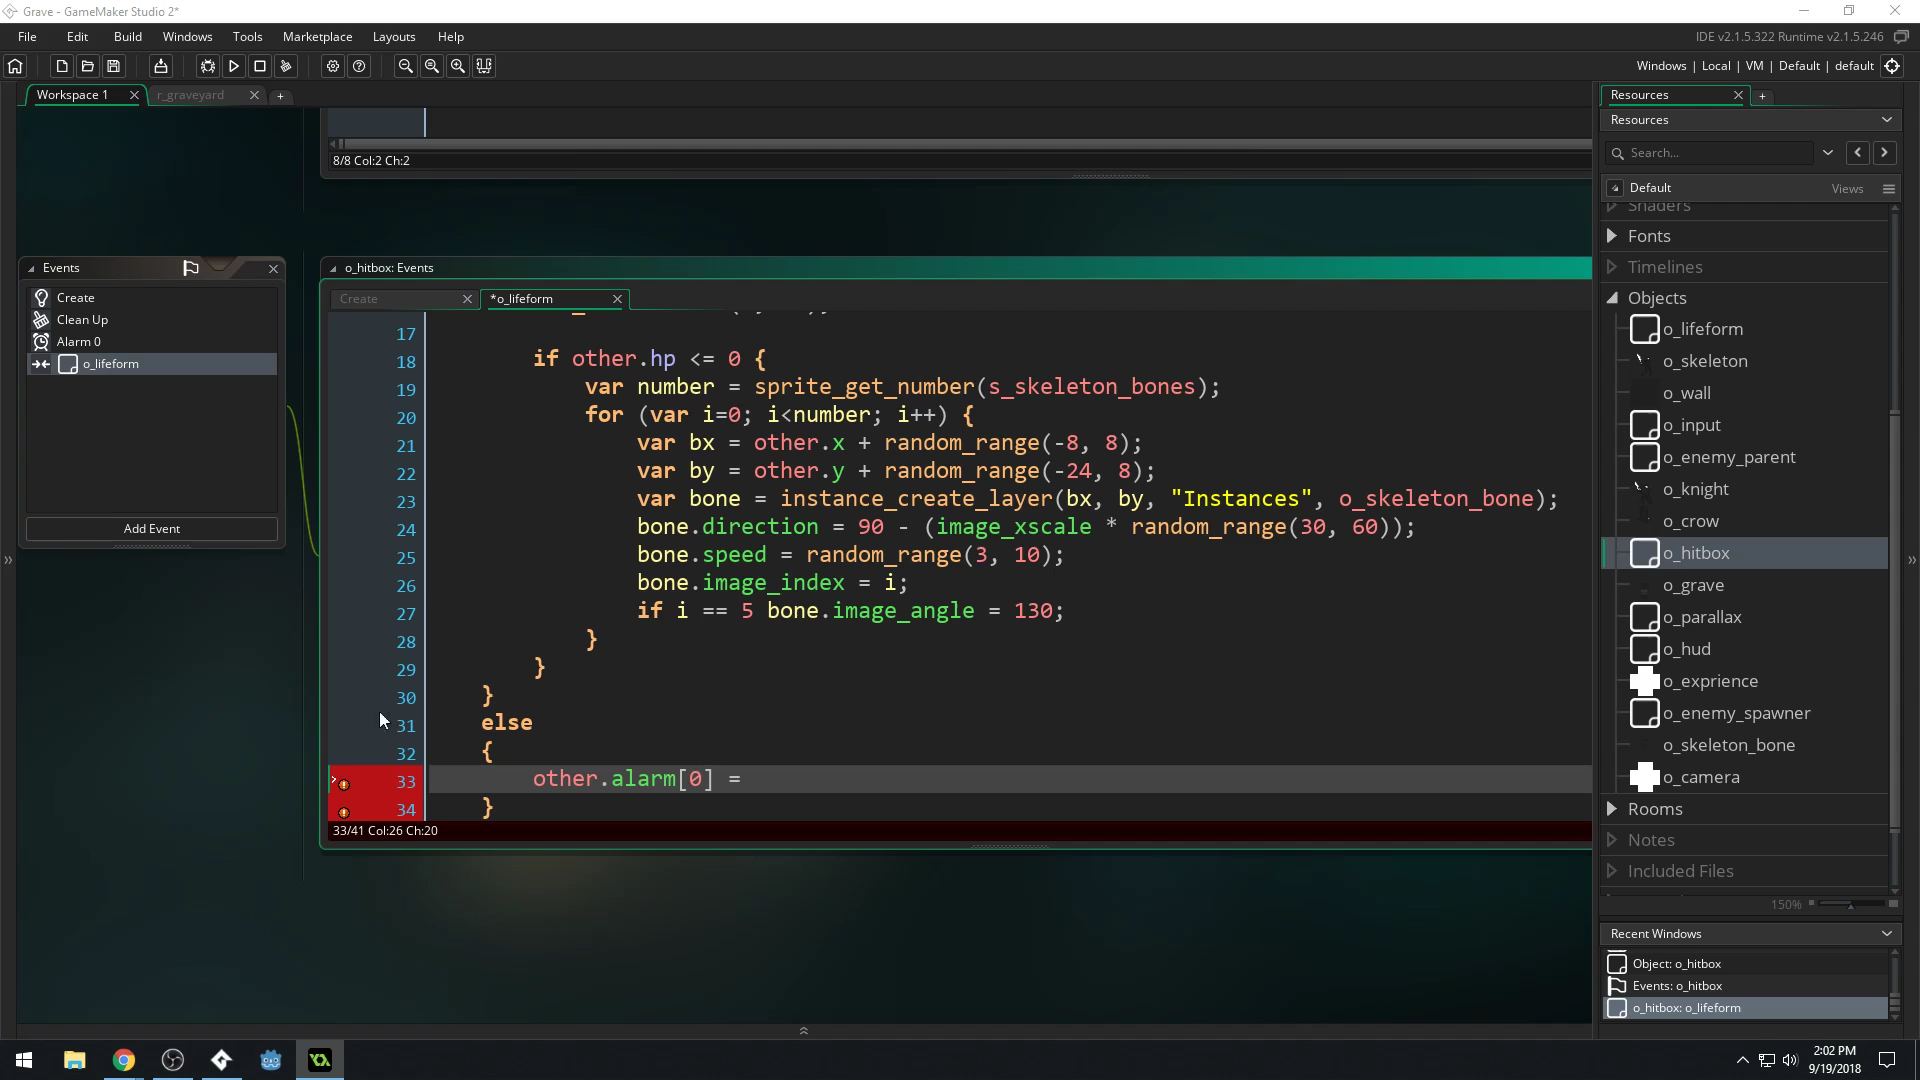 Grave - GameMaker Studio 2*
File Edit Build Windows Tools Marketplace Layouts Help
IDE v2.1.5.322 Runtime v2.1.5.246
Windows | Local | VM | Default | default
Workspace 1
r_graveyard
+
8/8 Col:2 Ch:2
Events
Create
Clean Up
Alarm 0
o_lifeform
Add Event
o_hitbox: Events
Create
*o_lifeform
17
18 if other.hp <= 0 {
19 var number = sprite_get_number(s_skeleton_bones);
20 for (var i=0; i<number; i++) {
21 var bx = other.x + random_range(-8, 8);
22 var by = other.y + random_range(-24, 8);
23 var bone = instance_create_layer(bx, by, "Instances", o_skeleton_bone);
24 bone.direction = 90 - (image_xscale * random_range(30, 60));
25 bone.speed = random_range(3, 10);
26 bone.image_index = i;
27 if i == 5 bone.image_angle = 130;
28 }
29 }
30 }
31 else
32 {
33 other.alarm[0] =
34 }
33/41 Col:26 Ch:20
Resources
+
Resources
Search...
Default
Views
Shaders
Fonts
Timelines
Objects
o_lifeform
o_skeleton
o_wall
o_input
o_enemy_parent
o_knight
o_crow
o_hitbox
o_grave
o_parallax
o_hud
o_exprience
o_enemy_spawner
o_skeleton_bone
o_camera
Rooms
Notes
Included Files
150%
Recent Windows
Object: o_hitbox
Events: o_hitbox
o_hitbox: o_lifeform
2:02 PM
9/19/2018